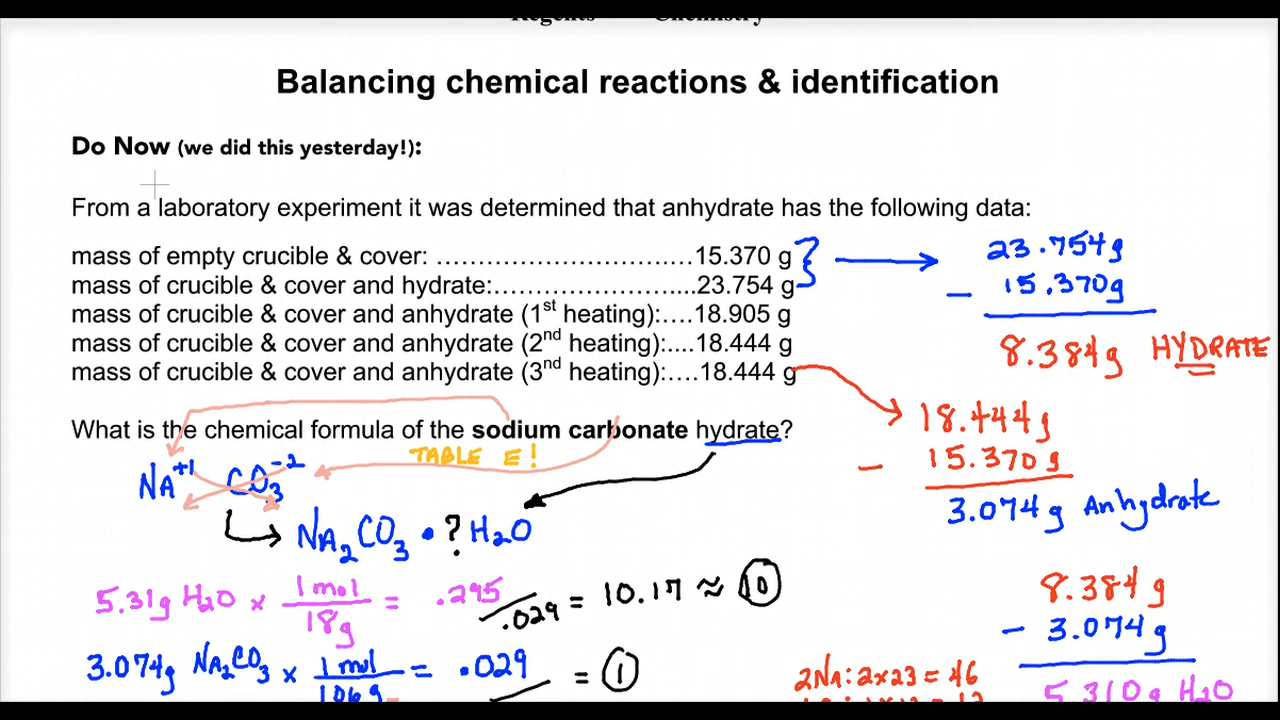 Regents Chemistry
Balancing chemical reactions & identification
Do Now (we did this yesterday!):
From a laboratory experiment it was determined that anhydrate has the following data:
mass of empty crucible & cover: ................................15.370 g
mass of crucible & cover and hydrate:..........................23.754 g
mass of crucible & cover and anhydrate (1st heating):....18.905 g
mass of crucible & cover and anhydrate (2nd heating):....18.444 g
mass of crucible & cover and anhydrate (3nd heating):....18.444 g
23.754g
- 15.370g
8.384g HYDRATE
18.444g
- 15.370g
3.074g Anhydrate
What is the chemical formula of the sodium carbonate hydrate?
TABLE E!
NA+1 CO3-2
NA2CO3 • ? H2O
5.31g H2O x 1mol/18g = .295/.029 = 10.17 ≈ 10
8.384g
- 3.074g
5.310g H2O
3.074g NA2CO3 x 1mol/106g = .029 = 1
2NA: 2x23 = 46